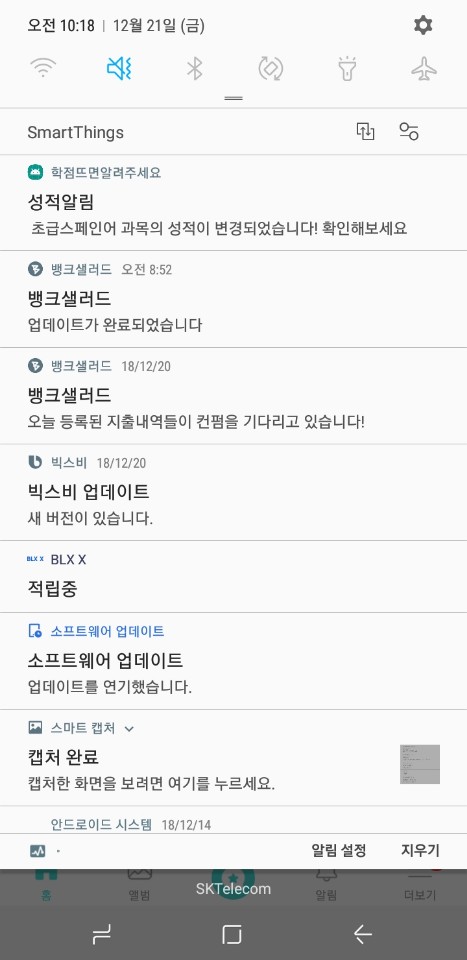 오전 10:18 | 12월 21일 (금)
SmartThings
학점뜨면알려주세요
성적알림
초급스페인어 과목의 성적이 변경되었습니다! 확인해보세요
뱅크샐러드 오전 8:52
뱅크샐러드
업데이트가 완료되었습니다
뱅크샐러드 18/12/20
뱅크샐러드
오늘 등록된 지출내역들이 컨펌을 기다리고 있습니다!
빅스비 18/12/20
빅스비 업데이트
새 버전이 있습니다.
BLX X BLX X
적립중
소프트웨어 업데이트
소프트웨어 업데이트
업데이트를 연기했습니다.
스마트 캡처
캡처 완료
캡처한 화면을 보려면 여기를 누르세요.
안드로이드 시스템 18/12/14
알림 설정 지우기
SKTelecom
홈 앨범 알림 더보기